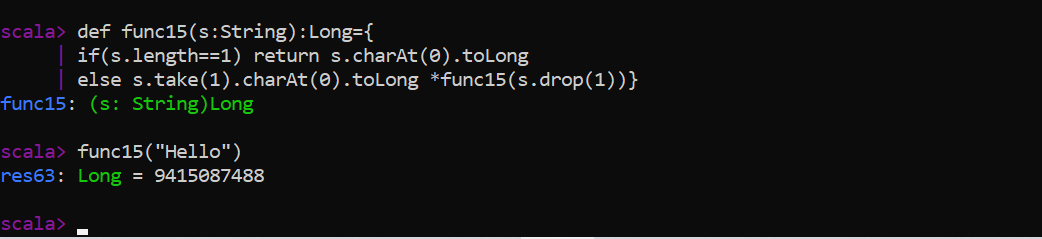 scala> def func15(s:String):Long={
| if(s.length==1) return s.charAt(0).toLong
| else s.take(1).charAt(0).toLong *func15(s.drop(1))}
func15: (s: String)Long
scala> func15("Hello")
res63: Long = 9415087488
scala>